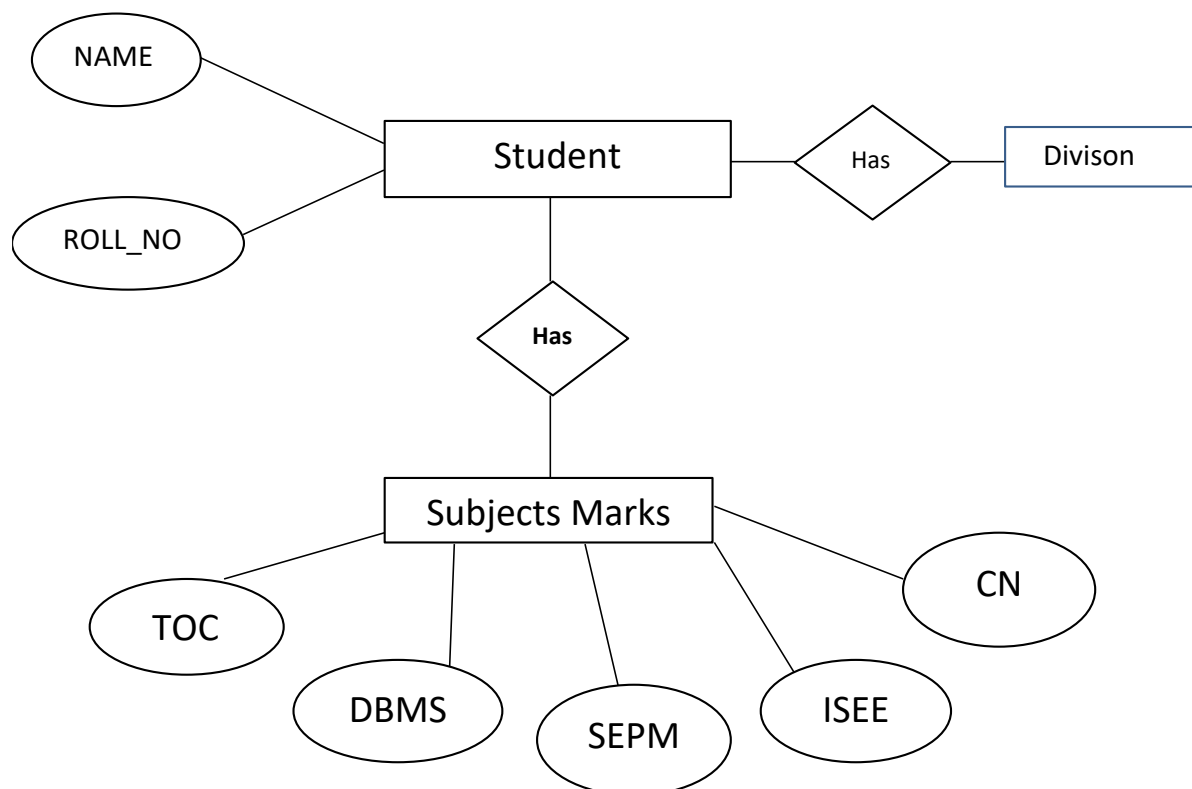 NAME
Student
Has
Divison
ROLL_NO
Has
Subjects Marks
CN
TOC
DBMS
SEPM
ISEE